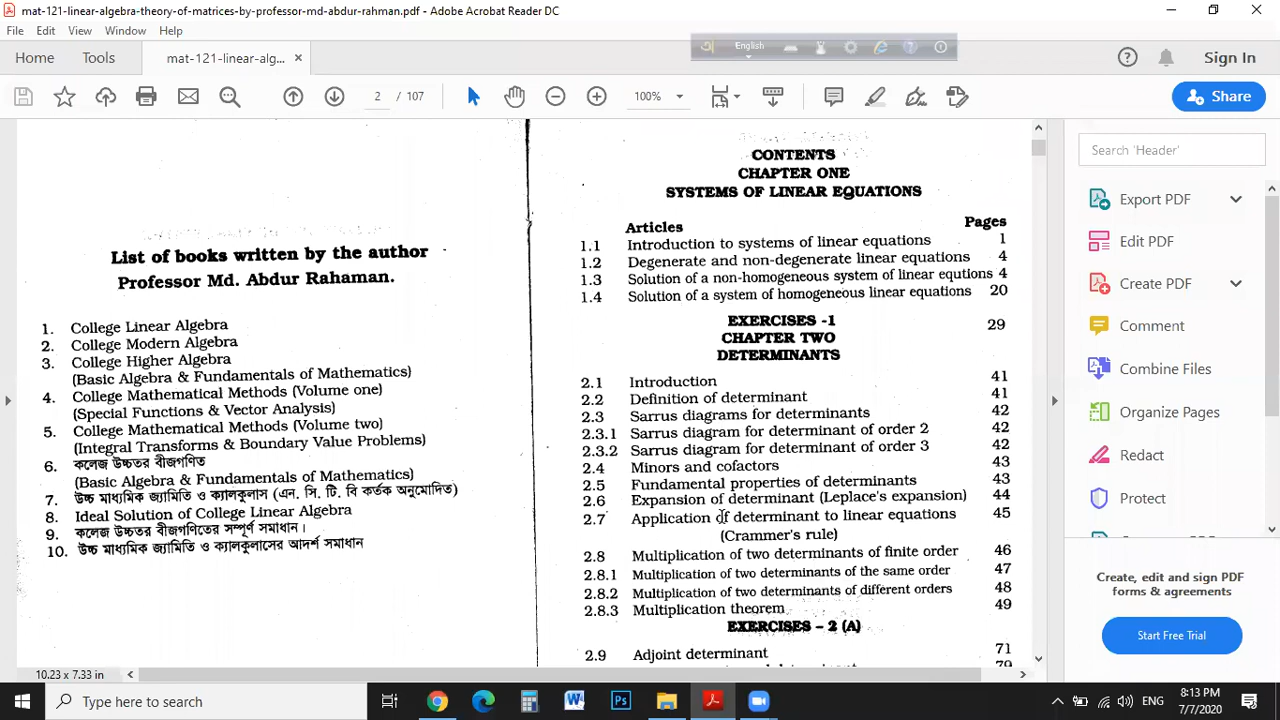 mat-121-linear-algebra-theory-of-matrices-by-professor-md-abdur-rahman.pdf - Adobe Acrobat Reader DC
File Edit View Window Help
English
Home Tools mat-121-linear-alg... ×
Sign In
2 / 107
100%
Share
List of books written by the author
Professor Md. Abdur Rahaman.
1. College Linear Algebra
2. College Modern Algebra
3. College Higher Algebra
(Basic Algebra & Fundamentals of Mathematics)
4. College Mathematical Methods (Volume one)
(Special Functions & Vector Analysis)
5. College Mathematical Methods (Volume two)
(Integral Transforms & Boundary Value Problems)
6. কলেজ উচ্চতর বীজগণিত
(Basic Algebra & Fundamentals of Mathematics)
7. উচ্চ মাধ্যমিক জ্যামিতি ও ক্যালকুলাস (এন. সি. টি. বি কর্তৃক অনুমোদিত)
8. Ideal Solution of College Linear Algebra
9. কলেজ উচ্চতর বীজগণিতের সম্পূর্ণ সমাধান।
10. উচ্চ মাধ্যমিক জ্যামিতি ও ক্যালকুলাসের আদর্শ সমাধান
CONTENTS
CHAPTER ONE
SYSTEMS OF LINEAR EQUATIONS
Articles Pages
1.1 Introduction to systems of linear equations 1
1.2 Degenerate and non-degenerate linear equations 4
1.3 Solution of a non-homogeneous system of linear equtions 4
1.4 Solution of a system of homogeneous linear equations 20
EXERCISES -1 29
CHAPTER TWO
DETERMINANTS
2.1 Introduction 41
2.2 Definition of determinant 41
2.3 Sarrus diagrams for determinants 42
2.3.1 Sarrus diagram for determinant of order 2 42
2.3.2 Sarrus diagram for determinant of order 3 42
2.4 Minors and cofactors 43
2.5 Fundamental properties of determinants 43
2.6 Expansion of determinant (Leplace's expansion) 44
2.7 Application of determinant to linear equations 45
(Crammer's rule)
2.8 Multiplication of two determinants of finite order 46
2.8.1 Multiplication of two determinants of the same order 47
2.8.2 Multiplication of two determinants of different orders 48
2.8.3 Multiplication theorem 49
EXERCISES – 2 (A)
2.9 Adjoint determinant 71
79
Search 'Header'
Export PDF
Edit PDF
Create PDF
Comment
Combine Files
Organize Pages
Redact
Protect
Create, edit and sign PDF
forms & agreements
Start Free Trial
10.23 x 7.33 in
Type here to search
ENG
8:13 PM
7/7/2020